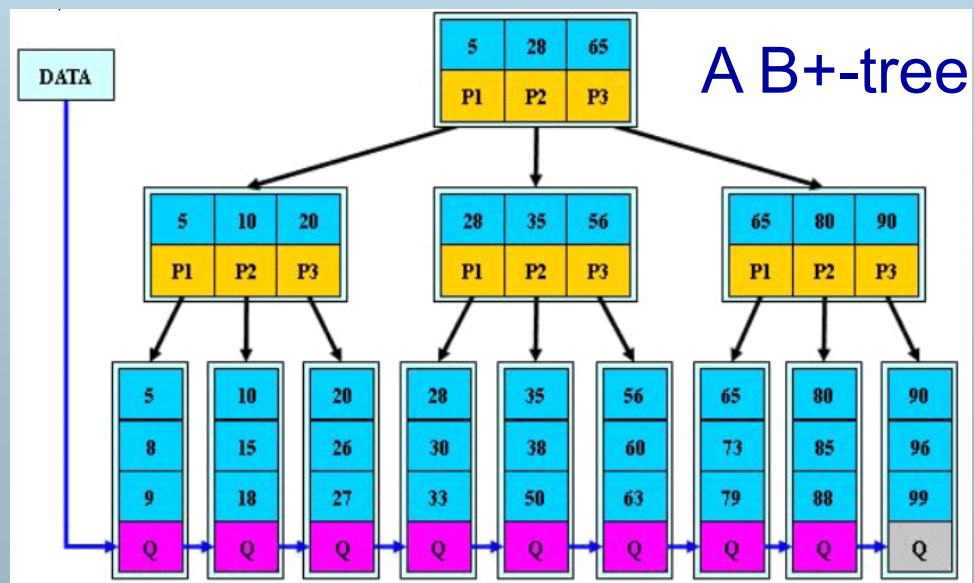 A B+-tree
DATA
5 28 65
P1 P2 P3
5 10 20
P1 P2 P3
28 35 56
P1 P2 P3
65 80 90
P1 P2 P3
5
8
9
Q
10
15
18
Q
20
26
27
Q
28
30
33
Q
35
38
50
Q
56
60
63
Q
65
73
79
Q
80
85
88
Q
90
96
99
Q